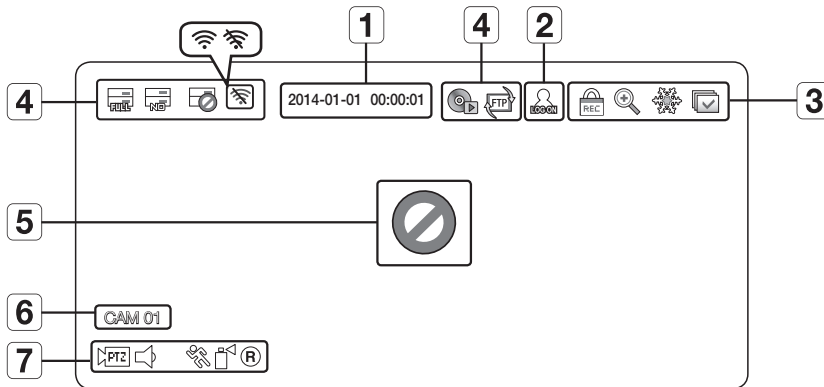 1 4 2
4 FULL NO 2014-01-01 00:00:01 FTP LOG ON REC 3
5
6 CAM 01
7 PTZ R